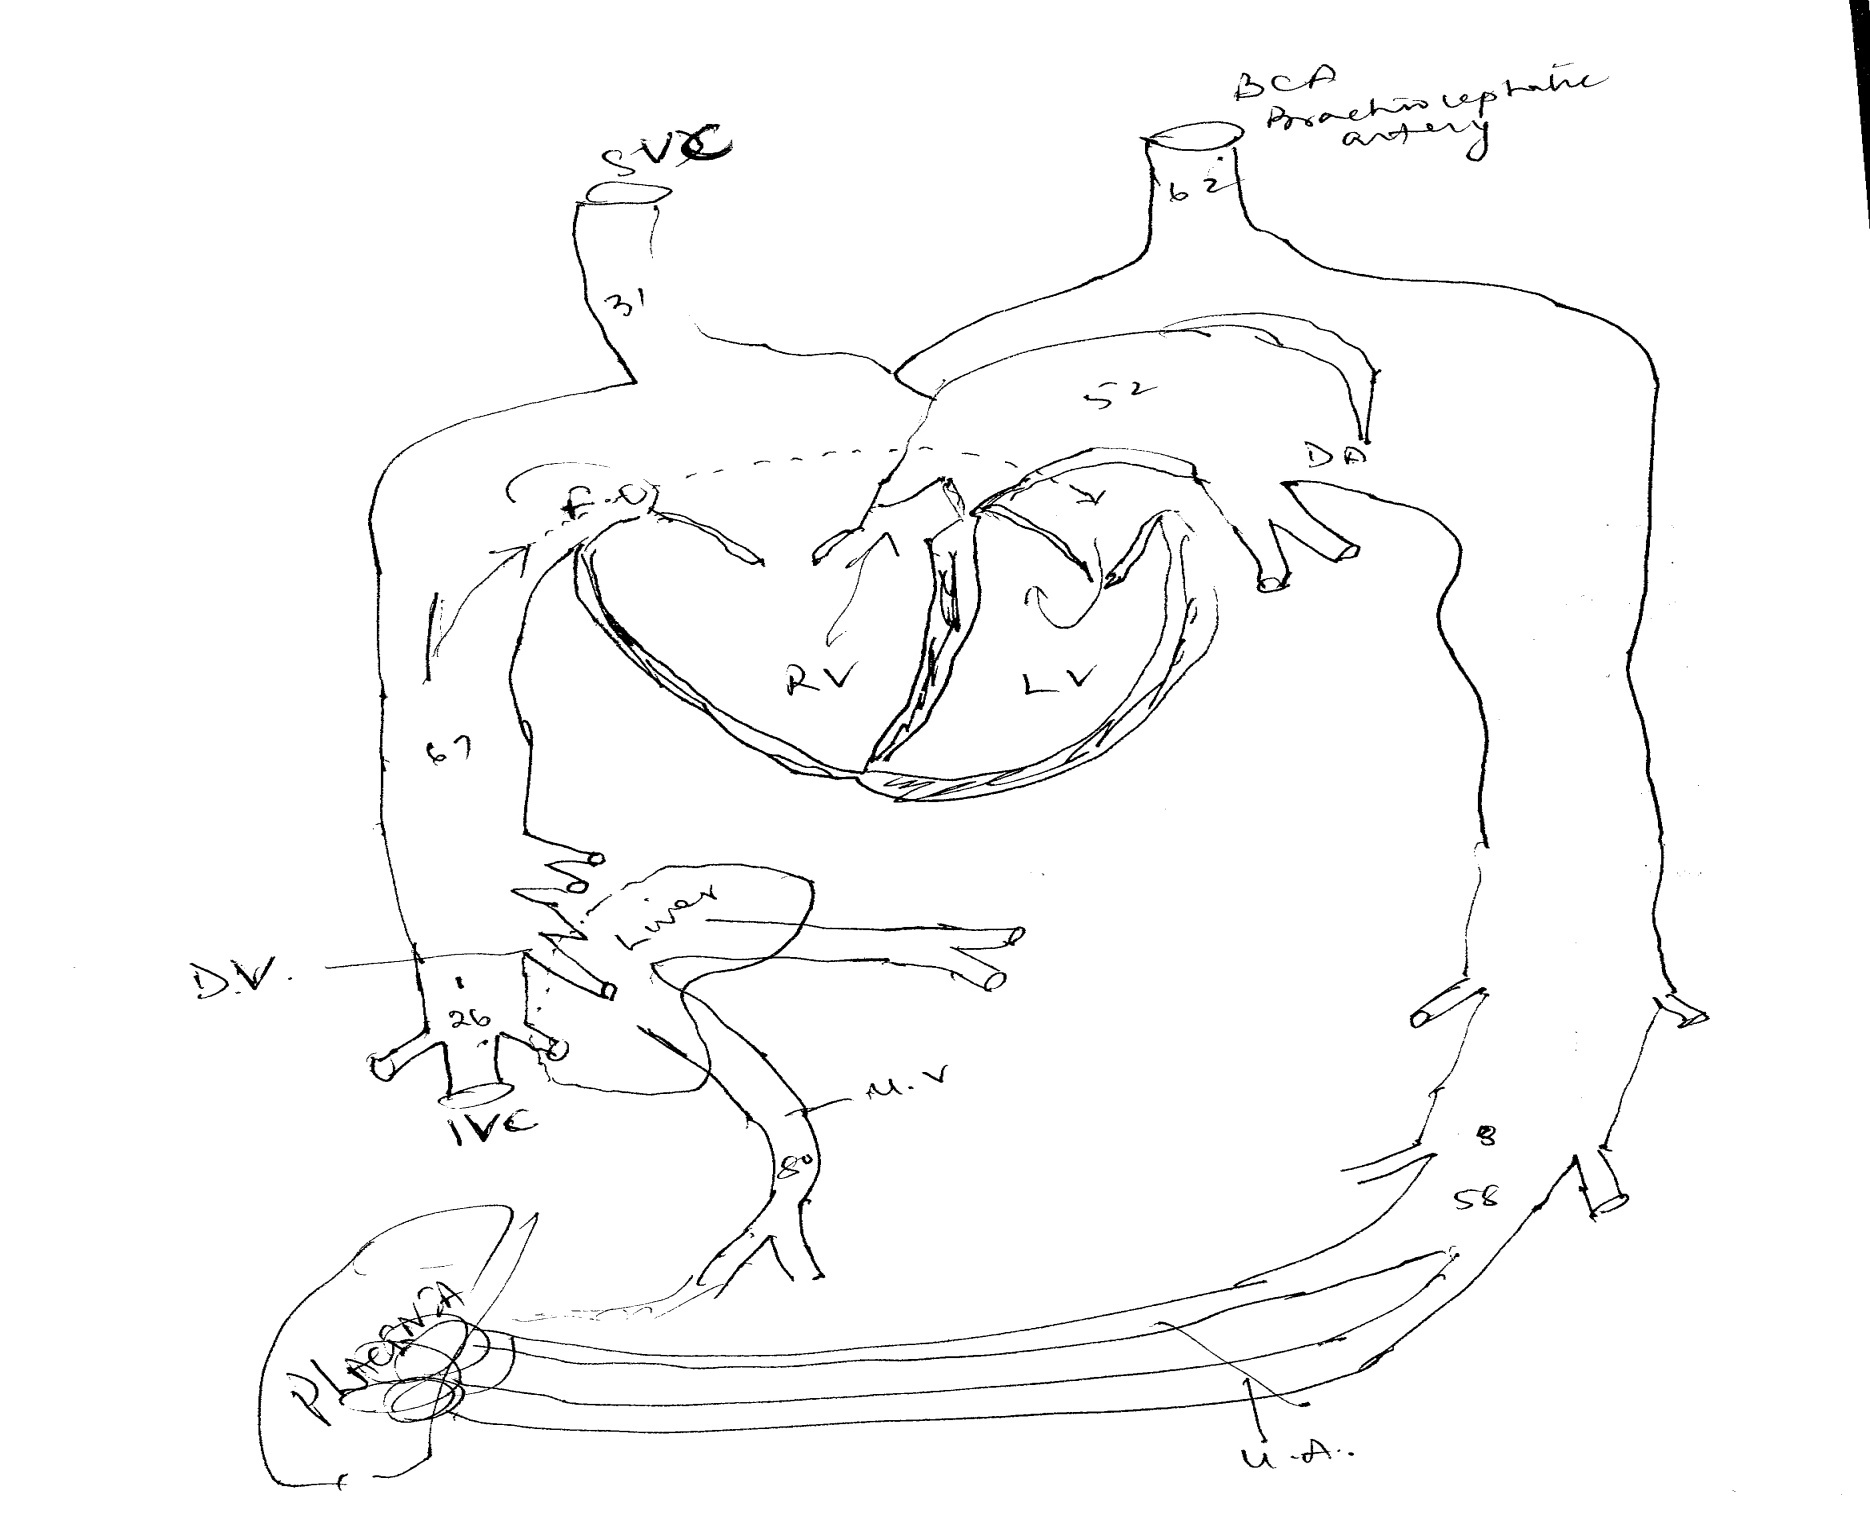 BCA
Brachiocephalic
artery
SVC
62
31
52
DA
F.O
RV
LV
67
Liver
D.V.
26
IVC
U.V
80
8
58
PLACENTA
U.A.